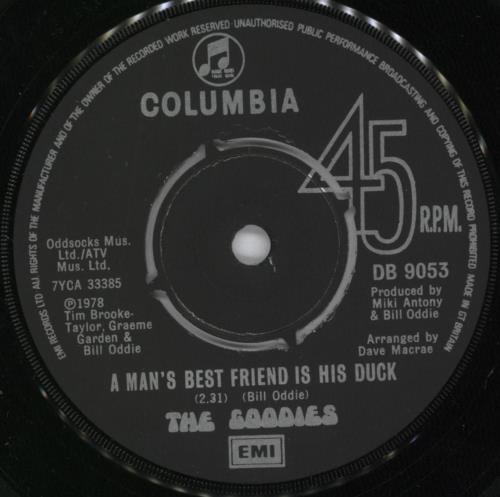 EMI RECORDS LTD ALL RIGHTS OF THE MANUFACTURER AND OF THE OWNER OF THE RECORDED WORK RESERVED UNAUTHORISED PUBLIC PERFORMANCE BROADCASTING AND COPYING OF THIS RECORD PROHIBITED MADE IN GT BRITAIN
COLUMBIA
45
R.P.M.
Oddsocks Mus.
Ltd./ATV
Mus. Ltd.
7YCA 33385
℗1978
Tim Brooke-
Taylor, Graeme
Garden &
Bill Oddie
DB 9053
Produced by
Miki Antony
& Bill Oddie
Arranged by
Dave Macrae
A MAN'S BEST FRIEND IS HIS DUCK
(2.31) (Bill Oddie)
THE GOODIES
EMI